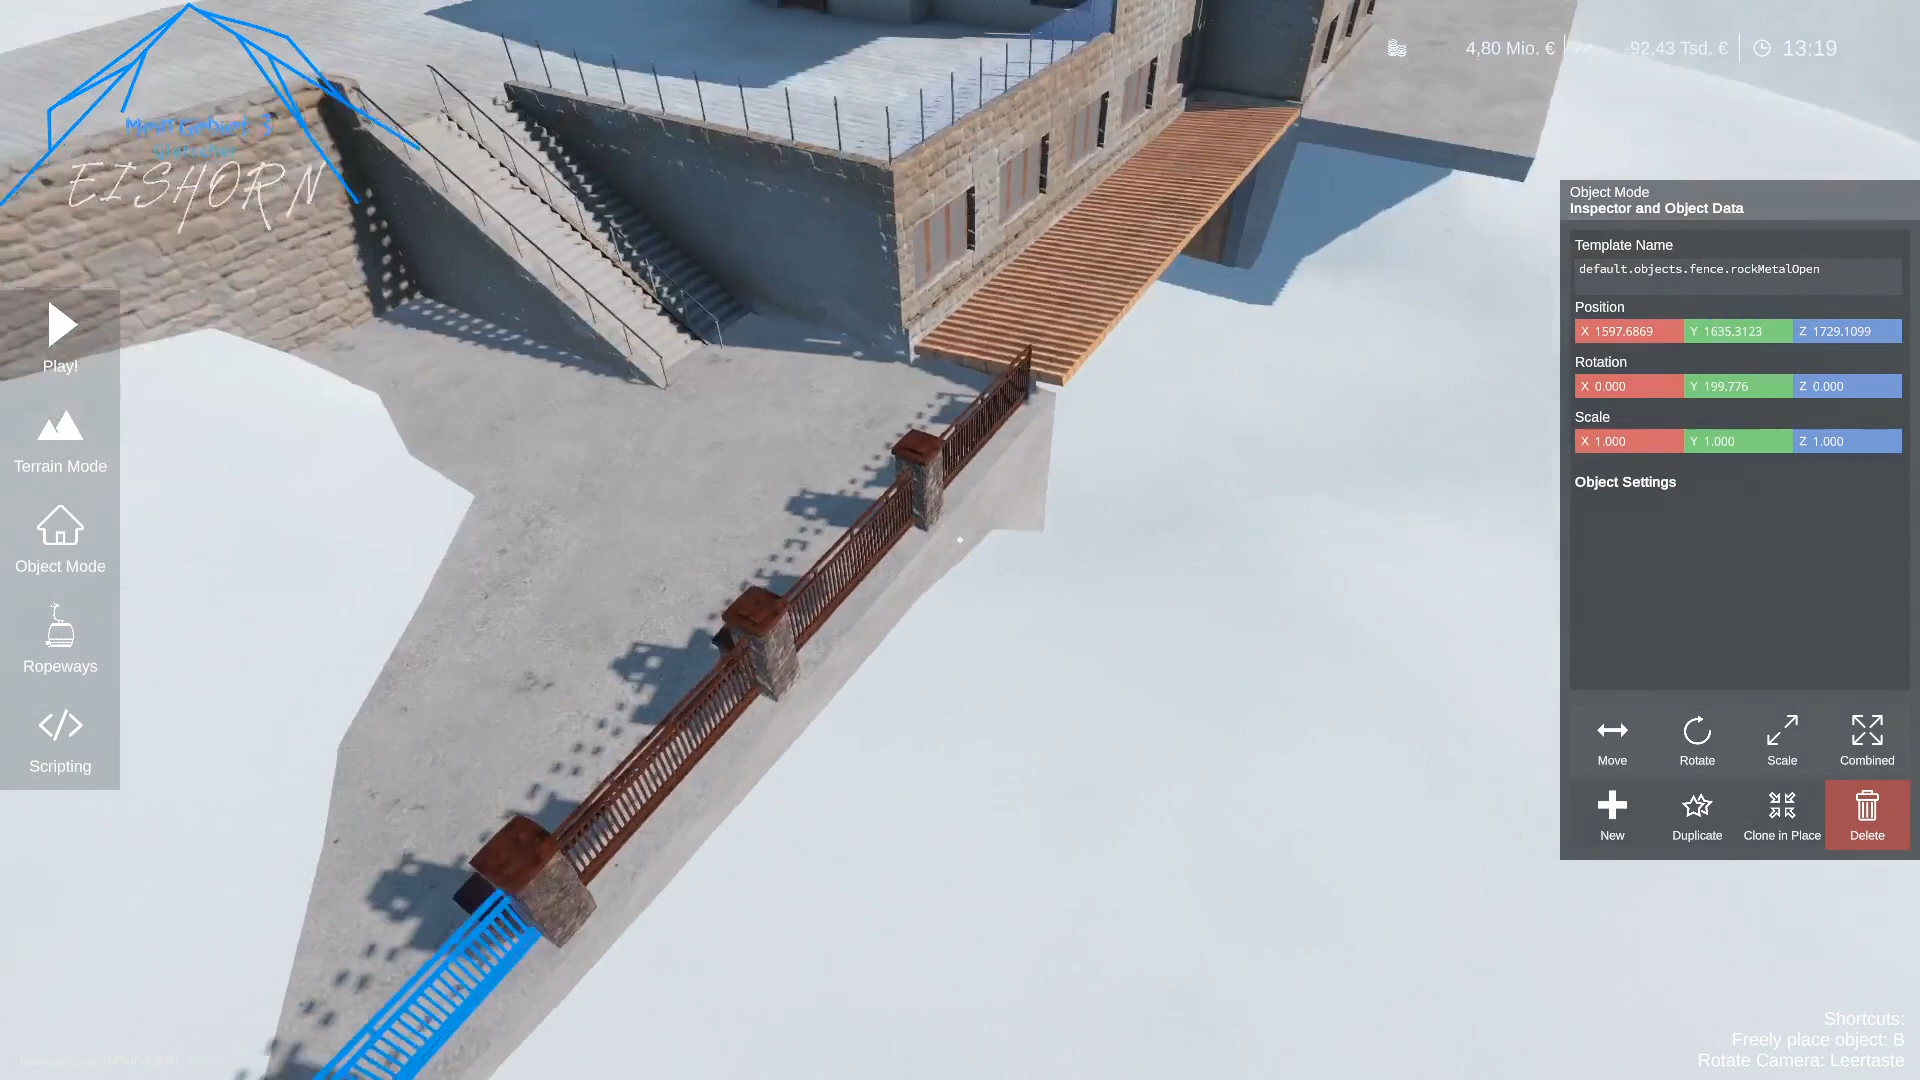 4,80 Mio. €
-92,43 Tsd. €
13:19
EISHORN
Play!
Terrain Mode
Object Mode
Ropeways
Scripting
Object Mode
Inspector and Object Data
Template Name
default.objects.fence.rockMetalOpen
Position
X 1597.6869 Y 1635.3123 Z 1729.1099
Rotation
X 0.000 Y 199.776 Z 0.000
Scale
X 1.000 Y 1.000 Z 1.000
Object Settings
Move Rotate Scale Combined
New Duplicate Clone in Place Delete
Shortcuts:
Freely place object: B
Rotate Camera: Leertaste